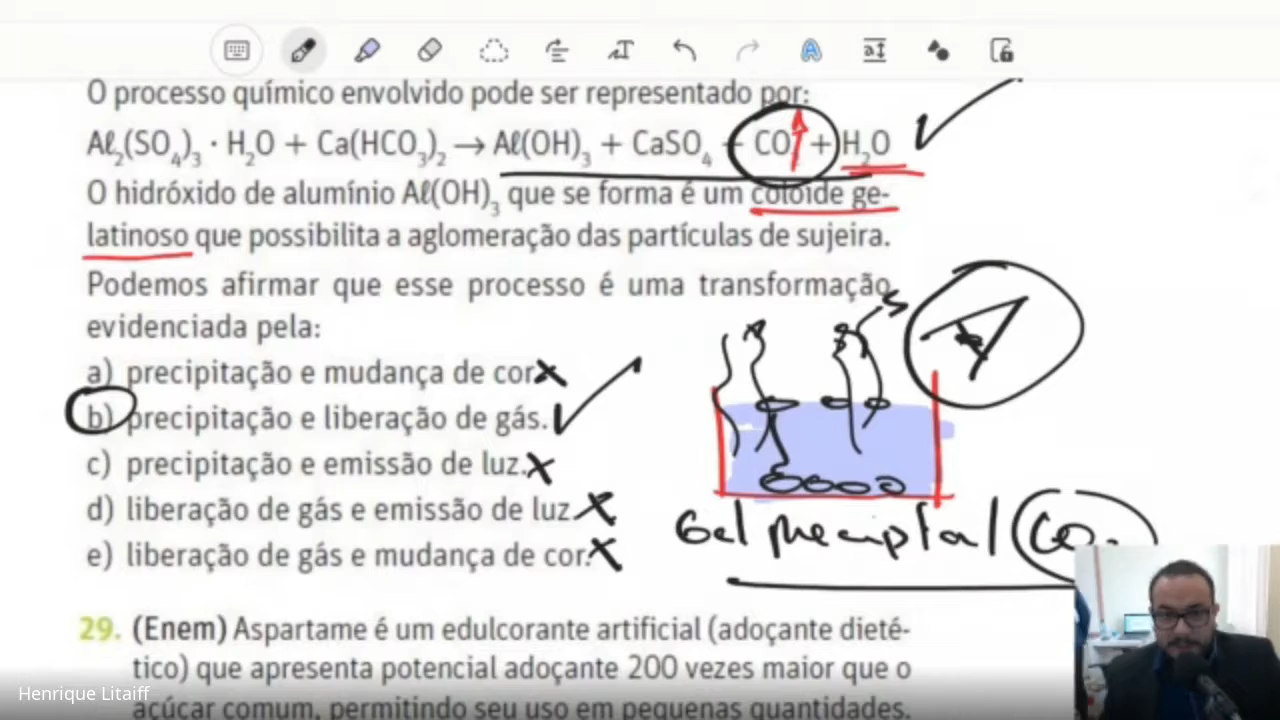 O processo químico envolvido pode ser representado por:
Aℓ₂(SO₄)₃ · H₂O + Ca(HCO₃)₂ → Aℓ(OH)₃ + CaSO₄ + CO₂ + H₂O
O hidróxido de alumínio Aℓ(OH)₃ que se forma é um coloide ge-
latinoso que possibilita a aglomeração das partículas de sujeira.
Podemos afirmar que esse processo é uma transformação
evidenciada pela:
a) precipitação e mudança de cor
b) precipitação e liberação de gás.
c) precipitação e emissão de luz.
d) liberação de gás e emissão de luz.
e) liberação de gás e mudança de cor.
Gel
29. (Enem) Aspartame é um edulcorante artificial (adoçante dieté-
tico) que apresenta potencial adoçante 200 vezes maior que o
açúcar comum, permitindo seu uso em pequenas quantidades.
Henrique Litaiff